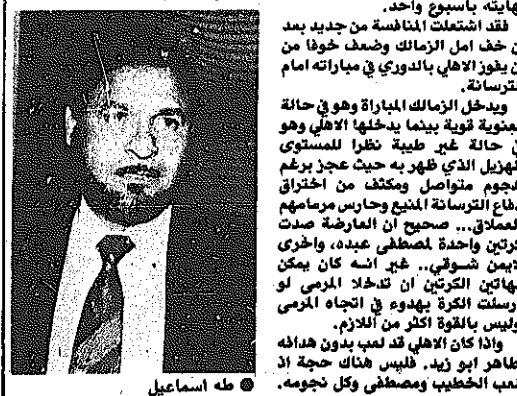 نهايته باسبوع واحد.
فقد اشتعلت المنافسة من جديد بعد
ان خف امل الزمالك وضعف خوفا من
ان يفوز الاهلي بالدوري في مباراته امام
الترسانة.
ويدخل الزمالك المباراة وهو في حالة
معنوية قوية بينما يدخلها الاهلي وهو
في حالة غير طيبة نظرا للمستوى
الهزيل الذي ظهر به حيث عجز برغم
هجوم متواصل ومكثف من اختراق
دفاع الترسانة المنيع وحارس مرمامهم
العملاق... صحيح ان العارضة صدت
كرتين واحدة لمصطفى عبده، واخرى
لايمن شوقي.. غير انه كان يمكن
لهاتين الكرتين ان تدخلا المرمى لو
ارسلت الكرة بهدوء في اتجاه المرمى
وليس بالقوة اكثر من اللازم.
واذا كان الاهلي قد لعب بدون هدافه
طاهر ابو زيد. فليس هناك حجة اذ
لعب الخطيب ومصطفى وكل نجومه.
طه اسماعيل